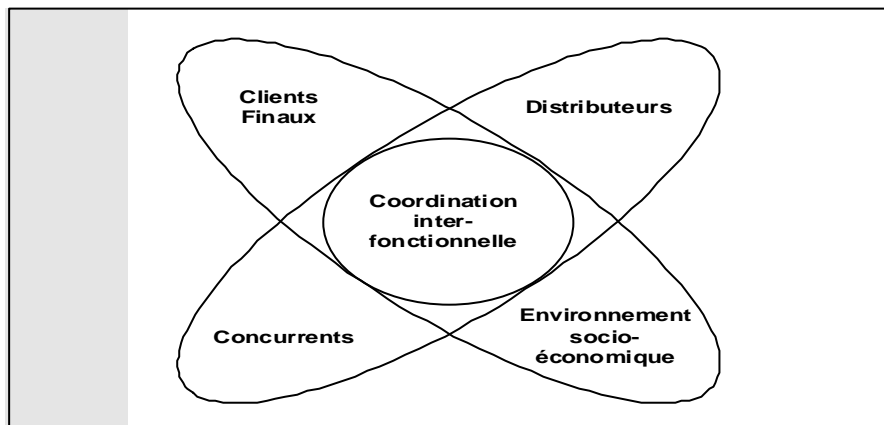 Clients
Finaux
Distributeurs
Coordination
inter-
fonctionnelle
Concurrents
Environnement
socio-
économique